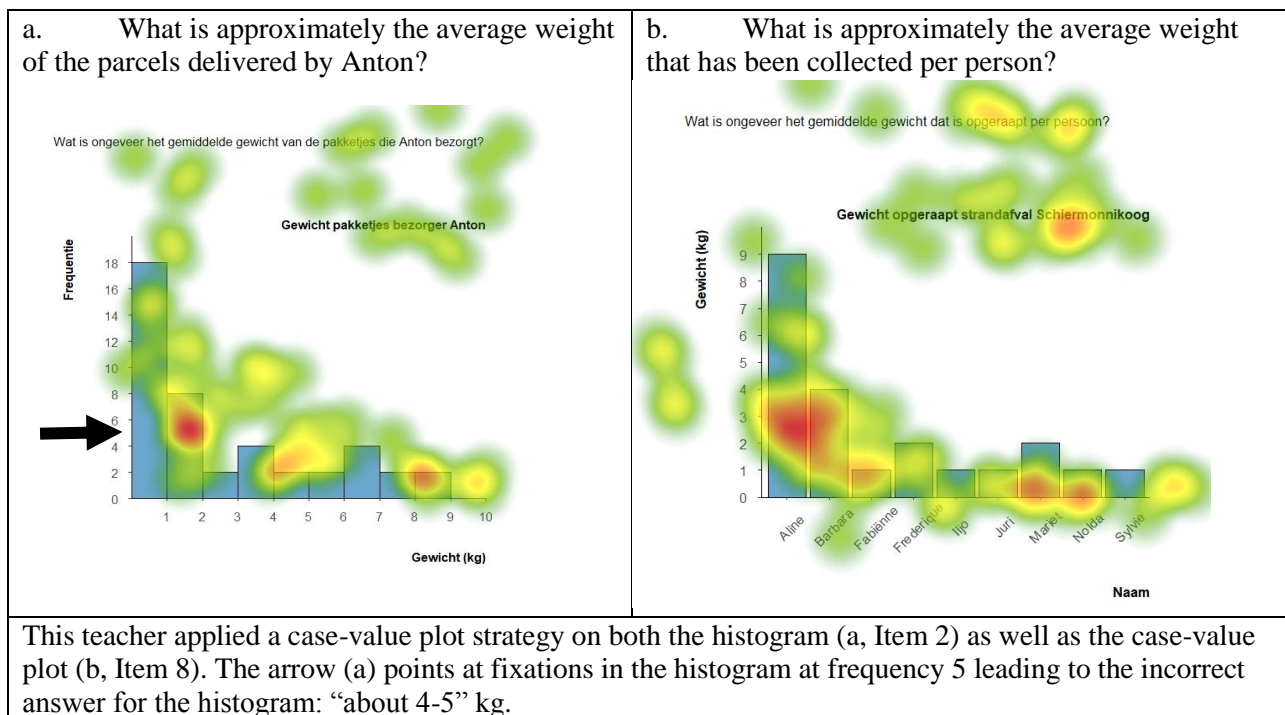 a. What is approximately the average weight
of the parcels delivered by Anton?
Wat is ongeveer het gemiddelde gewicht van de pakketjes die Anton bezorgt?
Gewicht pakketjes bezorger Anton
Frequentie
18
16
14
12
10
8
6
4
2
0
1 2 3 4 5 6 7 8 9 10
Gewicht (kg)
b. What is approximately the average weight
that has been collected per person?
Wat is ongeveer het gemiddelde gewicht dat is opgeraapt per persoon?
Gewicht opgeraapt strandafval Schiermonnikoog
Gewicht (kg)
9
8
7
6
5
4
3
2
1
0
Aline Barbara Fabiënne Frederique Iljo Juri Mariet Nolda Sylvie
Naam
This teacher applied a case-value plot strategy on both the histogram (a, Item 2) as well as the case-value
plot (b, Item 8). The arrow (a) points at fixations in the histogram at frequency 5 leading to the incorrect
answer for the histogram: “about 4-5” kg.